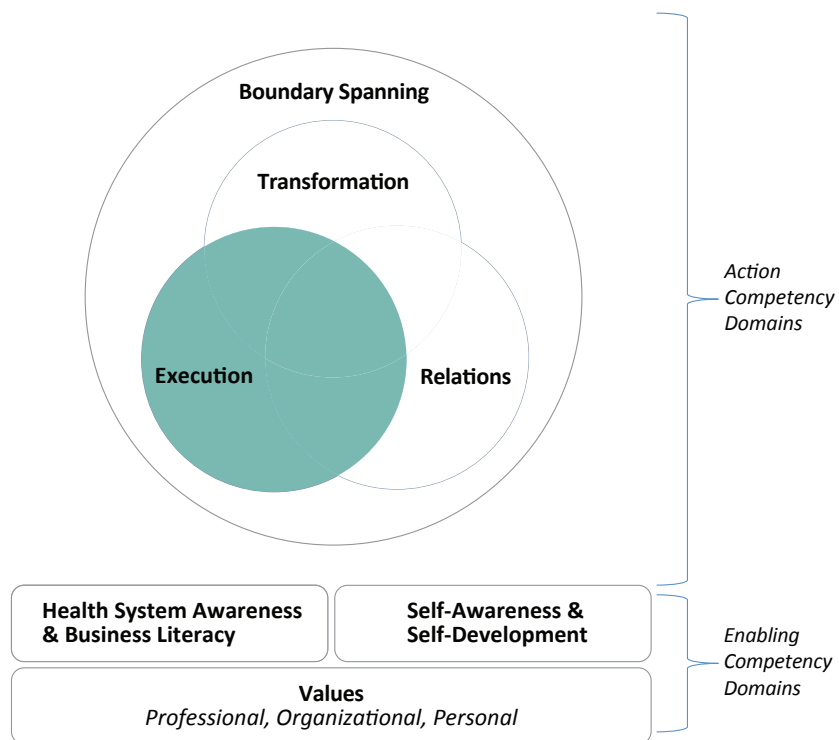 Boundary Spanning
Transformation
Execution
Relations
Action
Competency
Domains
Health System Awareness
& Business Literacy
Self-Awareness &
Self-Development
Values
Professional, Organizational, Personal
Enabling
Competency
Domains